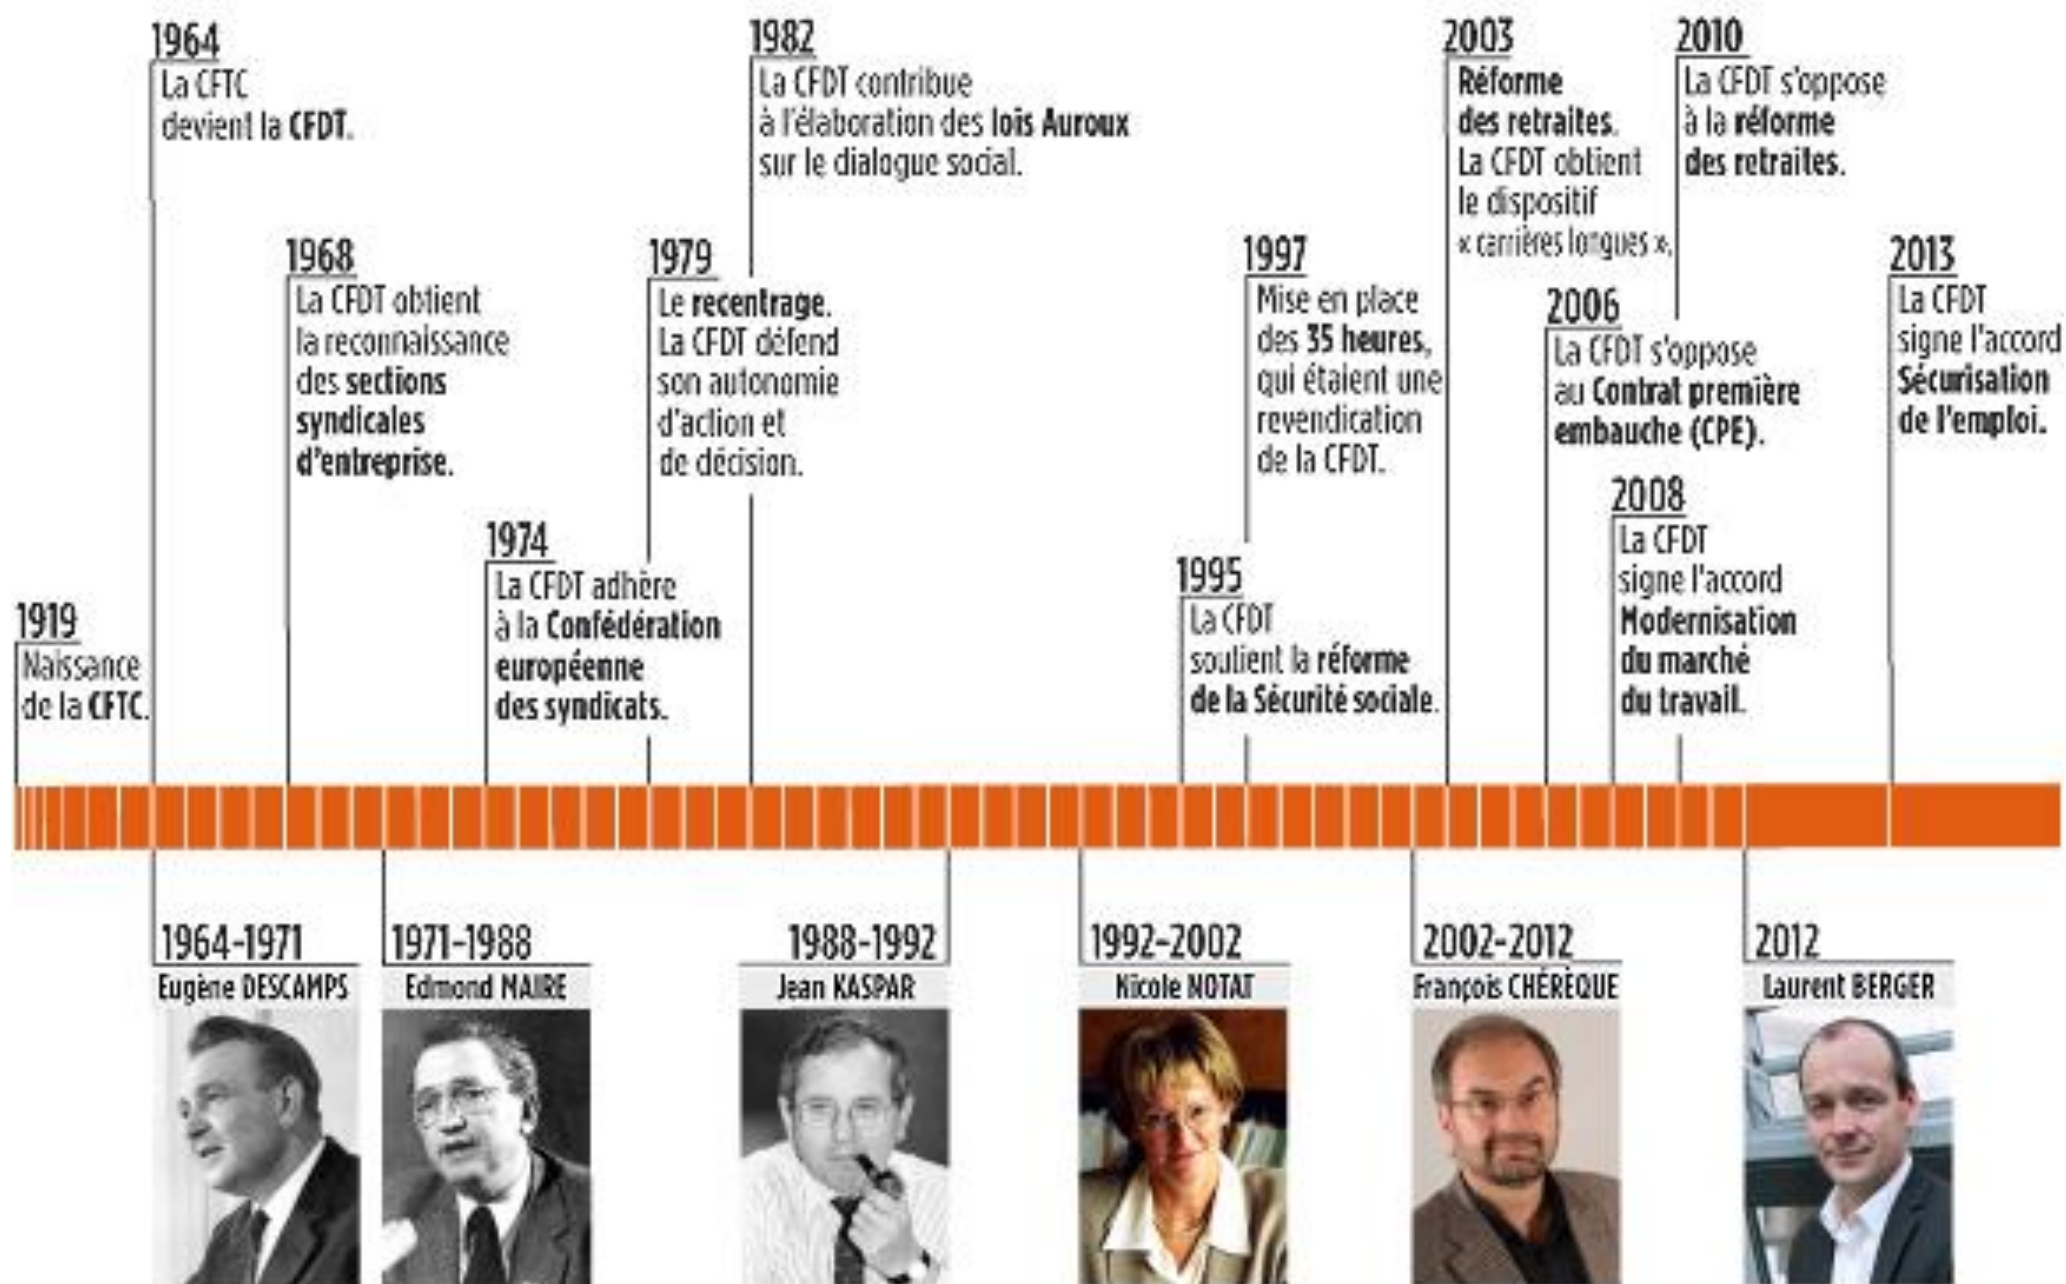 1964
La CFTC
devient la CFDT.
1982
La CFDT contribue
à l'élaboration des lois Auroux
sur le dialogue social.
2003
Réforme
des retraites.
La CFDT obtient
le dispositif
« carrières longues ».
2010
La CFDT s'oppose
à la réforme
des retraites.
1968
La CFDT obtient
la reconnaissance
des sections
syndicales
d'entreprise.
1979
Le recentrage.
La CFDT défend
son autonomie
d'action et
de décision.
1997
Mise en place
des 35 heures,
qui étaient une
revendication
de la CFDT.
2006
La CFDT s'oppose
au Contrat première
embauche (CPE).
2013
La CFDT
signe l'accord
Sécurisation
de l'emploi.
1974
La CFDT adhère
à la Confédération
européenne
des syndicats.
2008
La CFDT
signe l'accord
Modernisation
du marché
du travail.
1995
La CFDT
soutient la réforme
de la Sécurité sociale.
1919
Naissance
de la CFTC.
1964-1971
Eugène DESCAMPS
1971-1988
Edmond MAIRE
1988-1992
Jean KASPAR
1992-2002
Nicole NOTAT
2002-2012
François CHÉRÈQUE
2012
Laurent BERGER